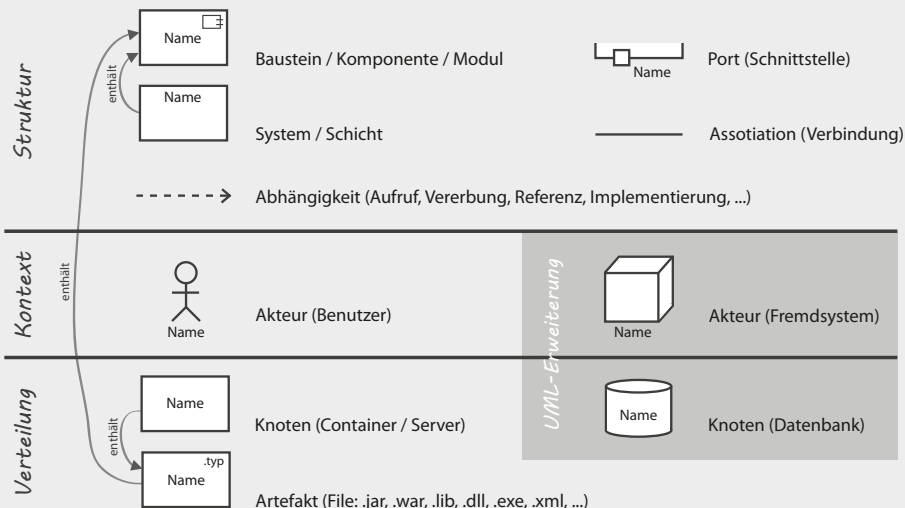 Struktur
Name
Baustein / Komponente / Modul
Name
Port (Schnittstelle)
enthält
Name
System / Schicht
Assotiation (Verbindung)
Abhängigkeit (Aufruf, Vererbung, Referenz, Implementierung, ...)
enthält
Kontext
Name
Akteur (Benutzer)
UML-Erweiterung
Name
Akteur (Fremdsystem)
Verteilung
Name
Knoten (Container / Server)
Name
Knoten (Datenbank)
enthält
.typ
Name
Artefakt (File: .jar, .war, .lib, .dll, .exe, .xml, ...)